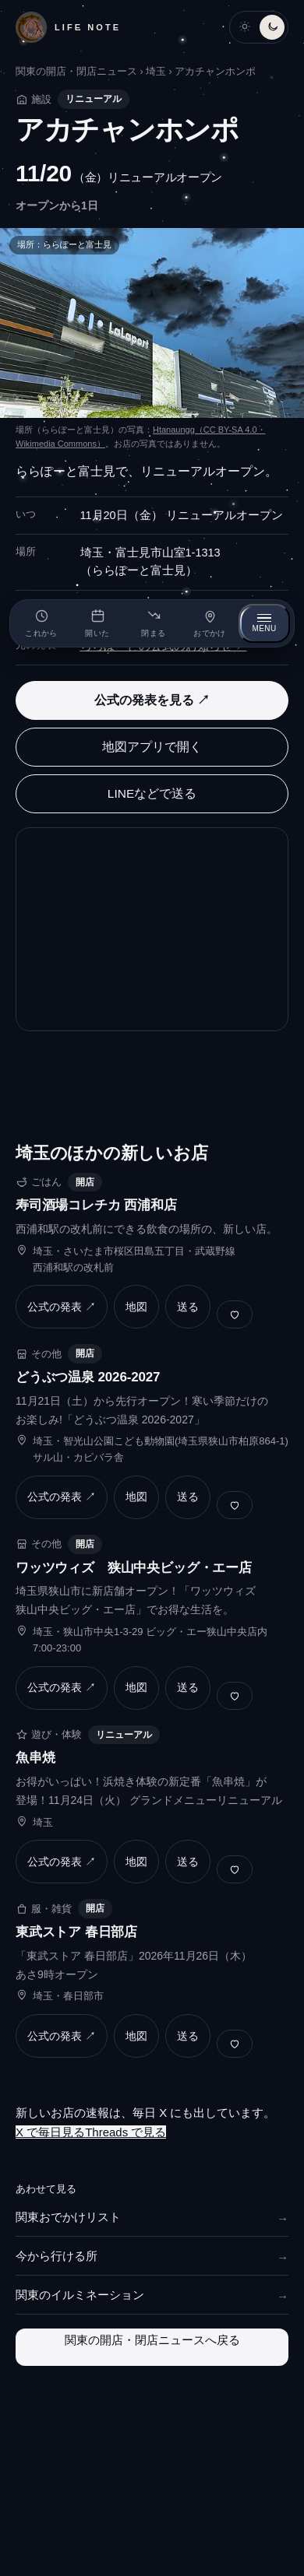 LIFE NOTE
関東の開店・閉店ニュース › 埼玉 › アカチャンホンポ
施設 リニューアル
アカチャンホンポ
11/20（金）リニューアルオープン
オープンから1日
場所：ららぽーと富士見
LaLaport
場所（ららぽーと富士見）の写真：Htanaungg（CC BY-SA 4.0・
Wikimedia Commons）。お店の写真ではありません。
ららぽーと富士見で、リニューアルオープン。
いつ 11月20日（金） リニューアルオープン
場所 埼玉・富士見市山室1-1313
（ららぽーと富士見）
これから 開いた 閉まる おでかけ MENU
公式の発表を見る ↗
地図アプリで開く
LINEなどで送る
埼玉のほかの新しいお店
ごはん 開店
寿司酒場コレチカ 西浦和店
西浦和駅の改札前にできる飲食の場所の、新しい店。
埼玉・さいたま市桜区田島五丁目・武蔵野線
西浦和駅の改札前
公式の発表 ↗ 地図 送る
その他 開店
どうぶつ温泉 2026-2027
11月21日（土）から先行オープン！寒い季節だけの
お楽しみ!「どうぶつ温泉 2026-2027」
埼玉・智光山公園こども動物園(埼玉県狭山市柏原864-1)
サル山・カピバラ舎
公式の発表 ↗ 地図 送る
その他 開店
ワッツウィズ　狭山中央ビッグ・エー店
埼玉県狭山市に新店舗オープン！「ワッツウィズ
狭山中央ビッグ・エー店」でお得な生活を。
埼玉・狭山市中央1-3-29 ビッグ・エー狭山中央店内
7:00-23:00
公式の発表 ↗ 地図 送る
遊び・体験 リニューアル
魚串焼
お得がいっぱい！浜焼き体験の新定番「魚串焼」が
登場！11月24日（火） グランドメニューリニューアル
埼玉
公式の発表 ↗ 地図 送る
服・雑貨 開店
東武ストア 春日部店
「東武ストア 春日部店」2026年11月26日（木）
あさ9時オープン
埼玉・春日部市
公式の発表 ↗ 地図 送る
新しいお店の速報は、毎日 X にも出しています。
X で毎日見るThreads で見る
あわせて見る
関東おでかけリスト →
今から行ける所 →
関東のイルミネーション →
関東の開店・閉店ニュースへ戻る